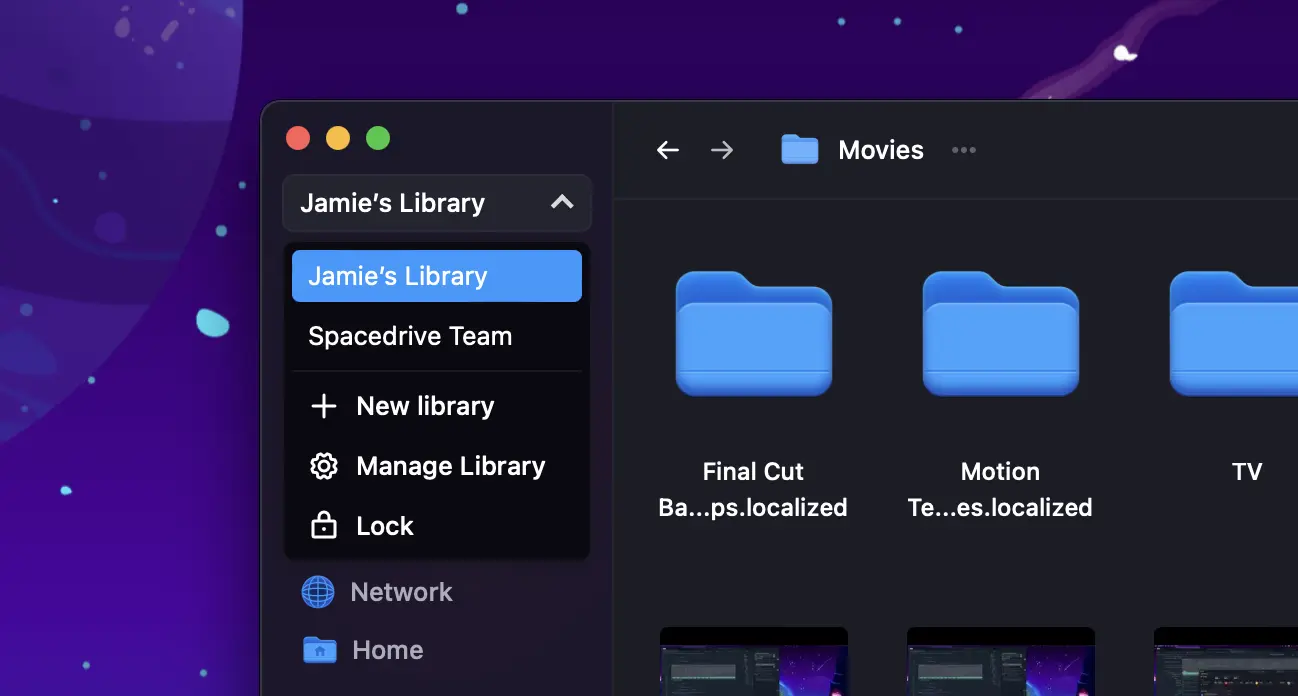 Jamie’s Library
Jamie’s Library
Spacedrive Team
New library
Manage Library
Lock
Network
Home
Movies
Final Cut
Ba...ps.localized
Motion
Te...es.localized
TV